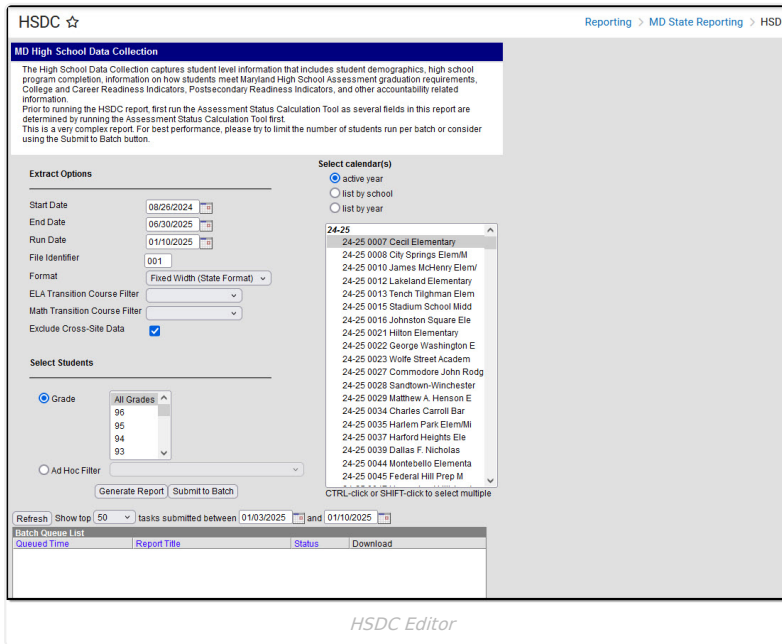 HSDC
Reporting > MD State Reporting > HSD
MD High School Data Collection
The High School Data Collection captures student level information that includes student demographics, high school
program completion, information on how students meet Maryland High School Assessment graduation requirements,
College and Career Readiness Indicators, Postsecondary Readiness Indicators, and other accountability related
information.
Prior to running the HSDC report, first run the Assessment Status Calculation Tool as several fields in this report are
determined by running the Assessment Status Calculation Tool first.
This is a very complex report. For best performance, please try to limit the number of students run per batch or consider
using the Submit to Batch button.
Extract Options
Start Date 08/26/2024
End Date 06/30/2025
Run Date 01/10/2025
File Identifier 001
Format Fixed Width (State Format)
ELA Transition Course Filter
Math Transition Course Filter
Exclude Cross-Site Data
Select Students
Grade
All Grades
96
95
94
93
Ad Hoc Filter
Generate Report Submit to Batch
Select calendar(s)
active year
list by school
list by year
24-25
24-25 0007 Cecil Elementary
24-25 0008 City Springs Elem/M
24-25 0010 James McHenry Elem/
24-25 0012 Lakeland Elementary
24-25 0013 Tench Tilghman Elem
24-25 0015 Stadium School Midd
24-25 0016 Johnston Square Ele
24-25 0021 Hilton Elementary
24-25 0022 George Washington E
24-25 0023 Wolfe Street Academ
24-25 0027 Commodore John Rodg
24-25 0028 Sandtown-Winchester
24-25 0029 Matthew A. Henson E
24-25 0034 Charles Carroll Bar
24-25 0035 Harlem Park Elem/Mi
24-25 0037 Harford Heights Ele
24-25 0039 Dallas F. Nicholas
24-25 0044 Montebello Elementa
24-25 0045 Federal Hill Prep M
CTRL-click or SHIFT-click to select multiple
Refresh Show top 50 tasks submitted between 01/03/2025 and 01/10/2025
Batch Queue List
Queued Time Report Title Status Download
HSDC Editor